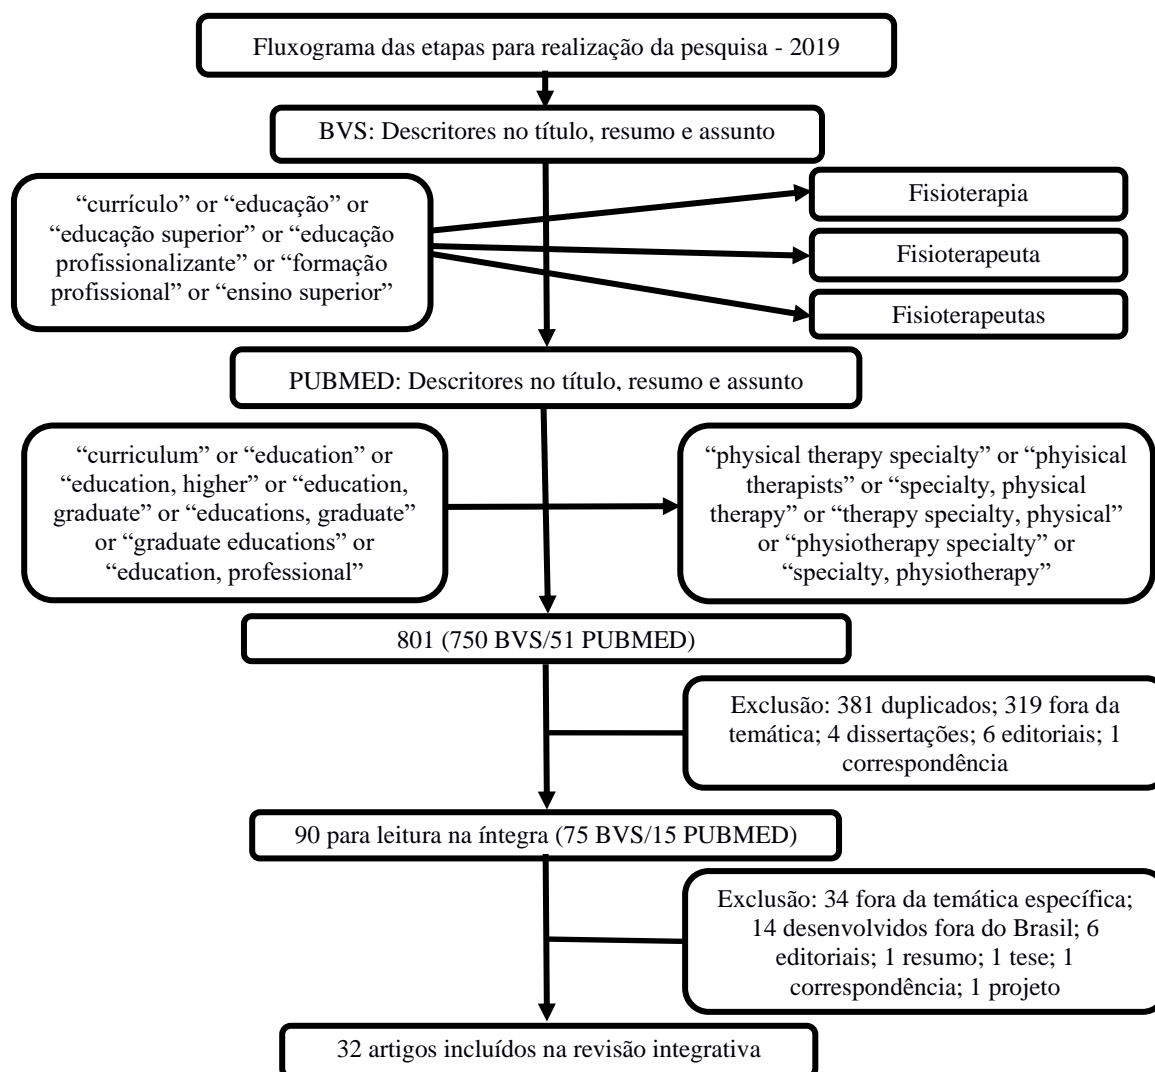 Fluxograma das etapas para realização da pesquisa - 2019
BVS: Descritores no título, resumo e assunto
“currículo” or “educação” or
“educação superior” or “educação
profissionalizante” or “formação
profissional” or “ensino superior”
Fisioterapia
Fisioterapeuta
Fisioterapeutas
PUBMED: Descritores no título, resumo e assunto
“curriculum” or “education” or
“education, higher” or “education,
graduate” or “educations, graduate”
or “graduate educations” or
“education, professional”
“physical therapy specialty” or “phyisical
therapists” or “specialty, physical
therapy” or “therapy specialty, physical”
or “physiotherapy specialty” or
“specialty, physiotherapy”
801 (750 BVS/51 PUBMED)
Exclusão: 381 duplicados; 319 fora da
temática; 4 dissertações; 6 editoriais; 1
correspondência
90 para leitura na íntegra (75 BVS/15 PUBMED)
Exclusão: 34 fora da temática específica;
14 desenvolvidos fora do Brasil; 6
editoriais; 1 resumo; 1 tese; 1
correspondência; 1 projeto
32 artigos incluídos na revisão integrativa